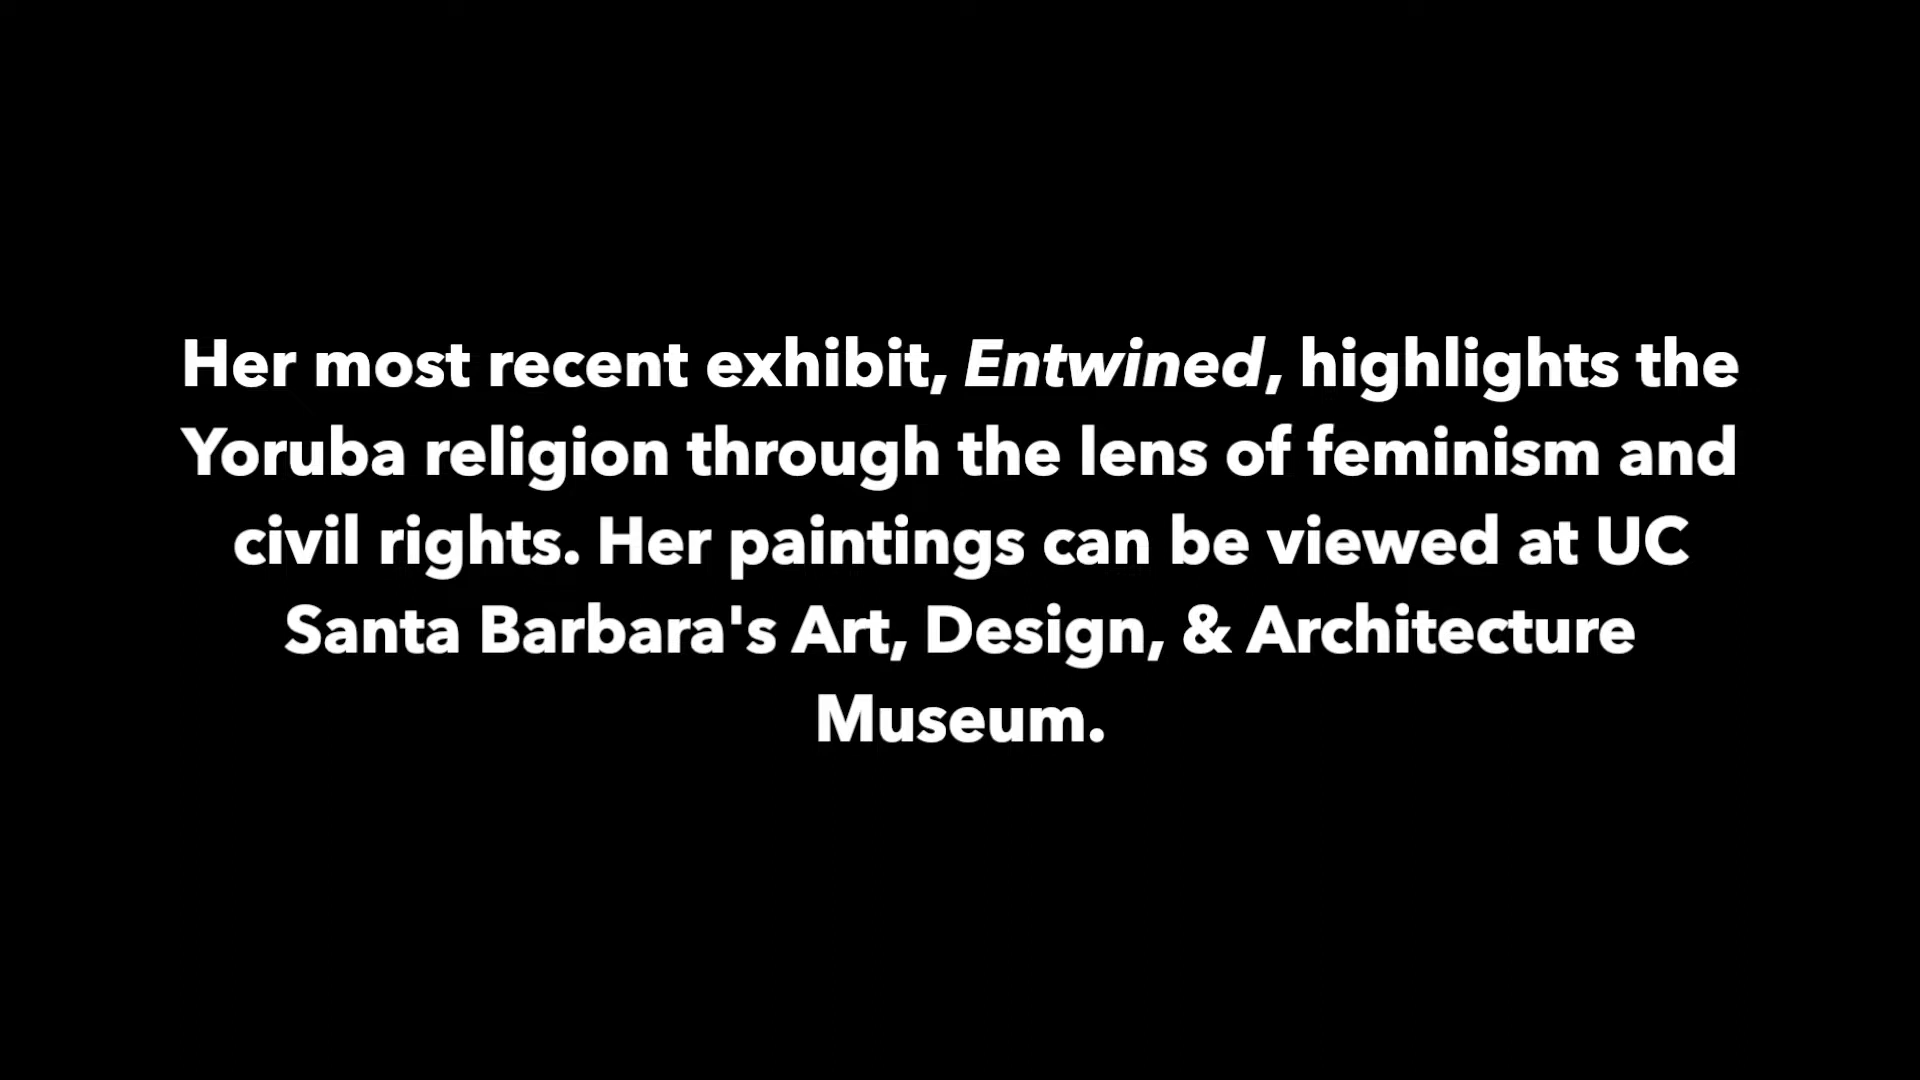 Her most recent exhibit, Entwined, highlights the
Yoruba religion through the lens of feminism and
civil rights. Her paintings can be viewed at UC
Santa Barbara's Art, Design, & Architecture
Museum.